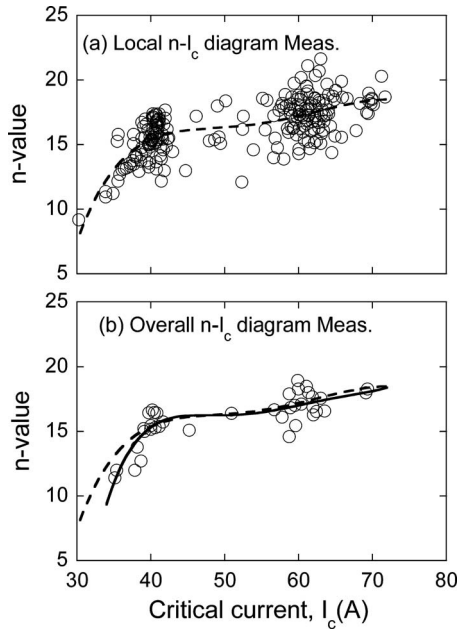 (a) Local n-Ic diagram Meas.
25
20
15
10
5
n-value
(b) Overall n-Ic diagram Meas.
25
20
15
10
5
n-value
30 40 50 60 70 80
Critical current, Ic(A)